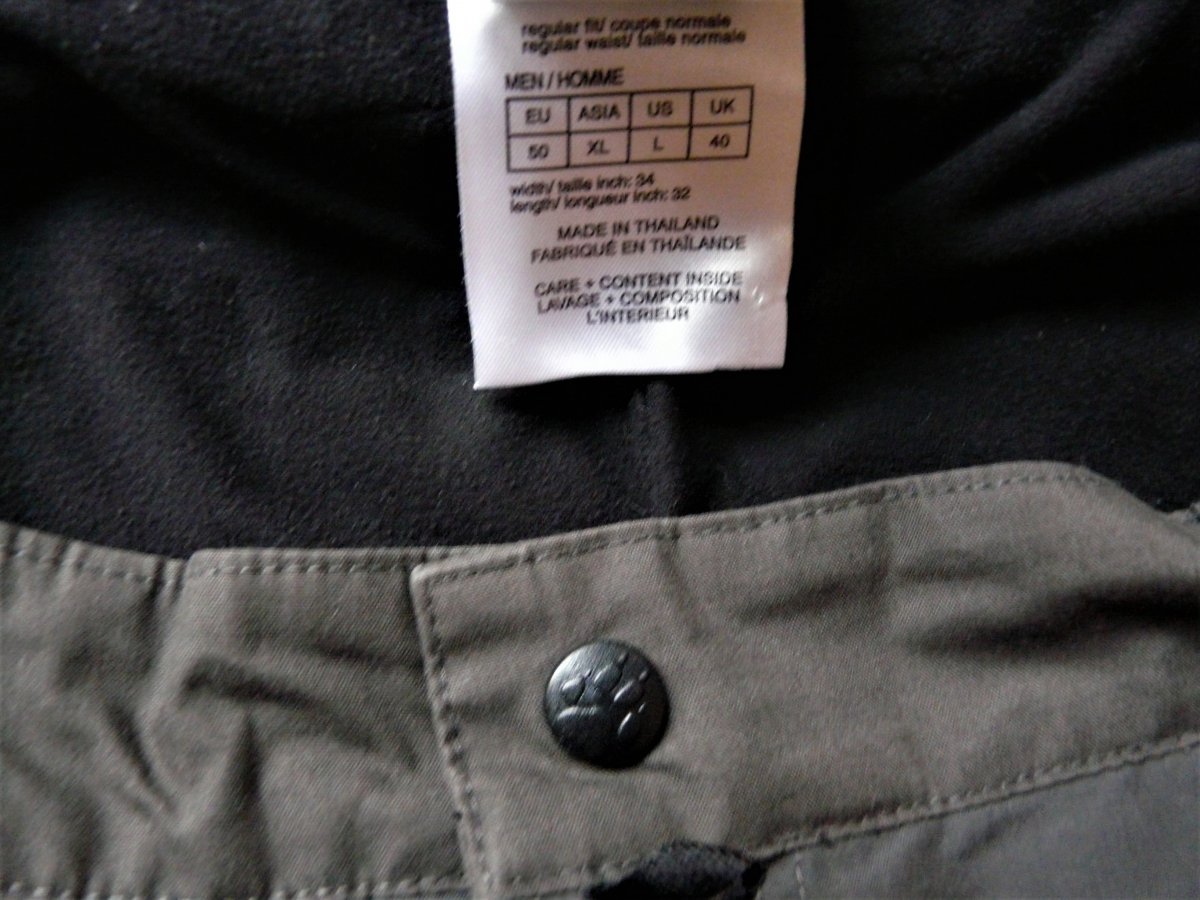 regular fit/ coupe normale
regular waist/ taille normale
MEN / HOMME
EU ASIA US UK
50 XL L 40
width/ taille inch: 34
length/ longueur inch: 32
MADE IN THAILAND
FABRIQUÉ EN THAÏLANDE
CARE + CONTENT INSIDE
LAVAGE + COMPOSITION
L'INTERIEUR